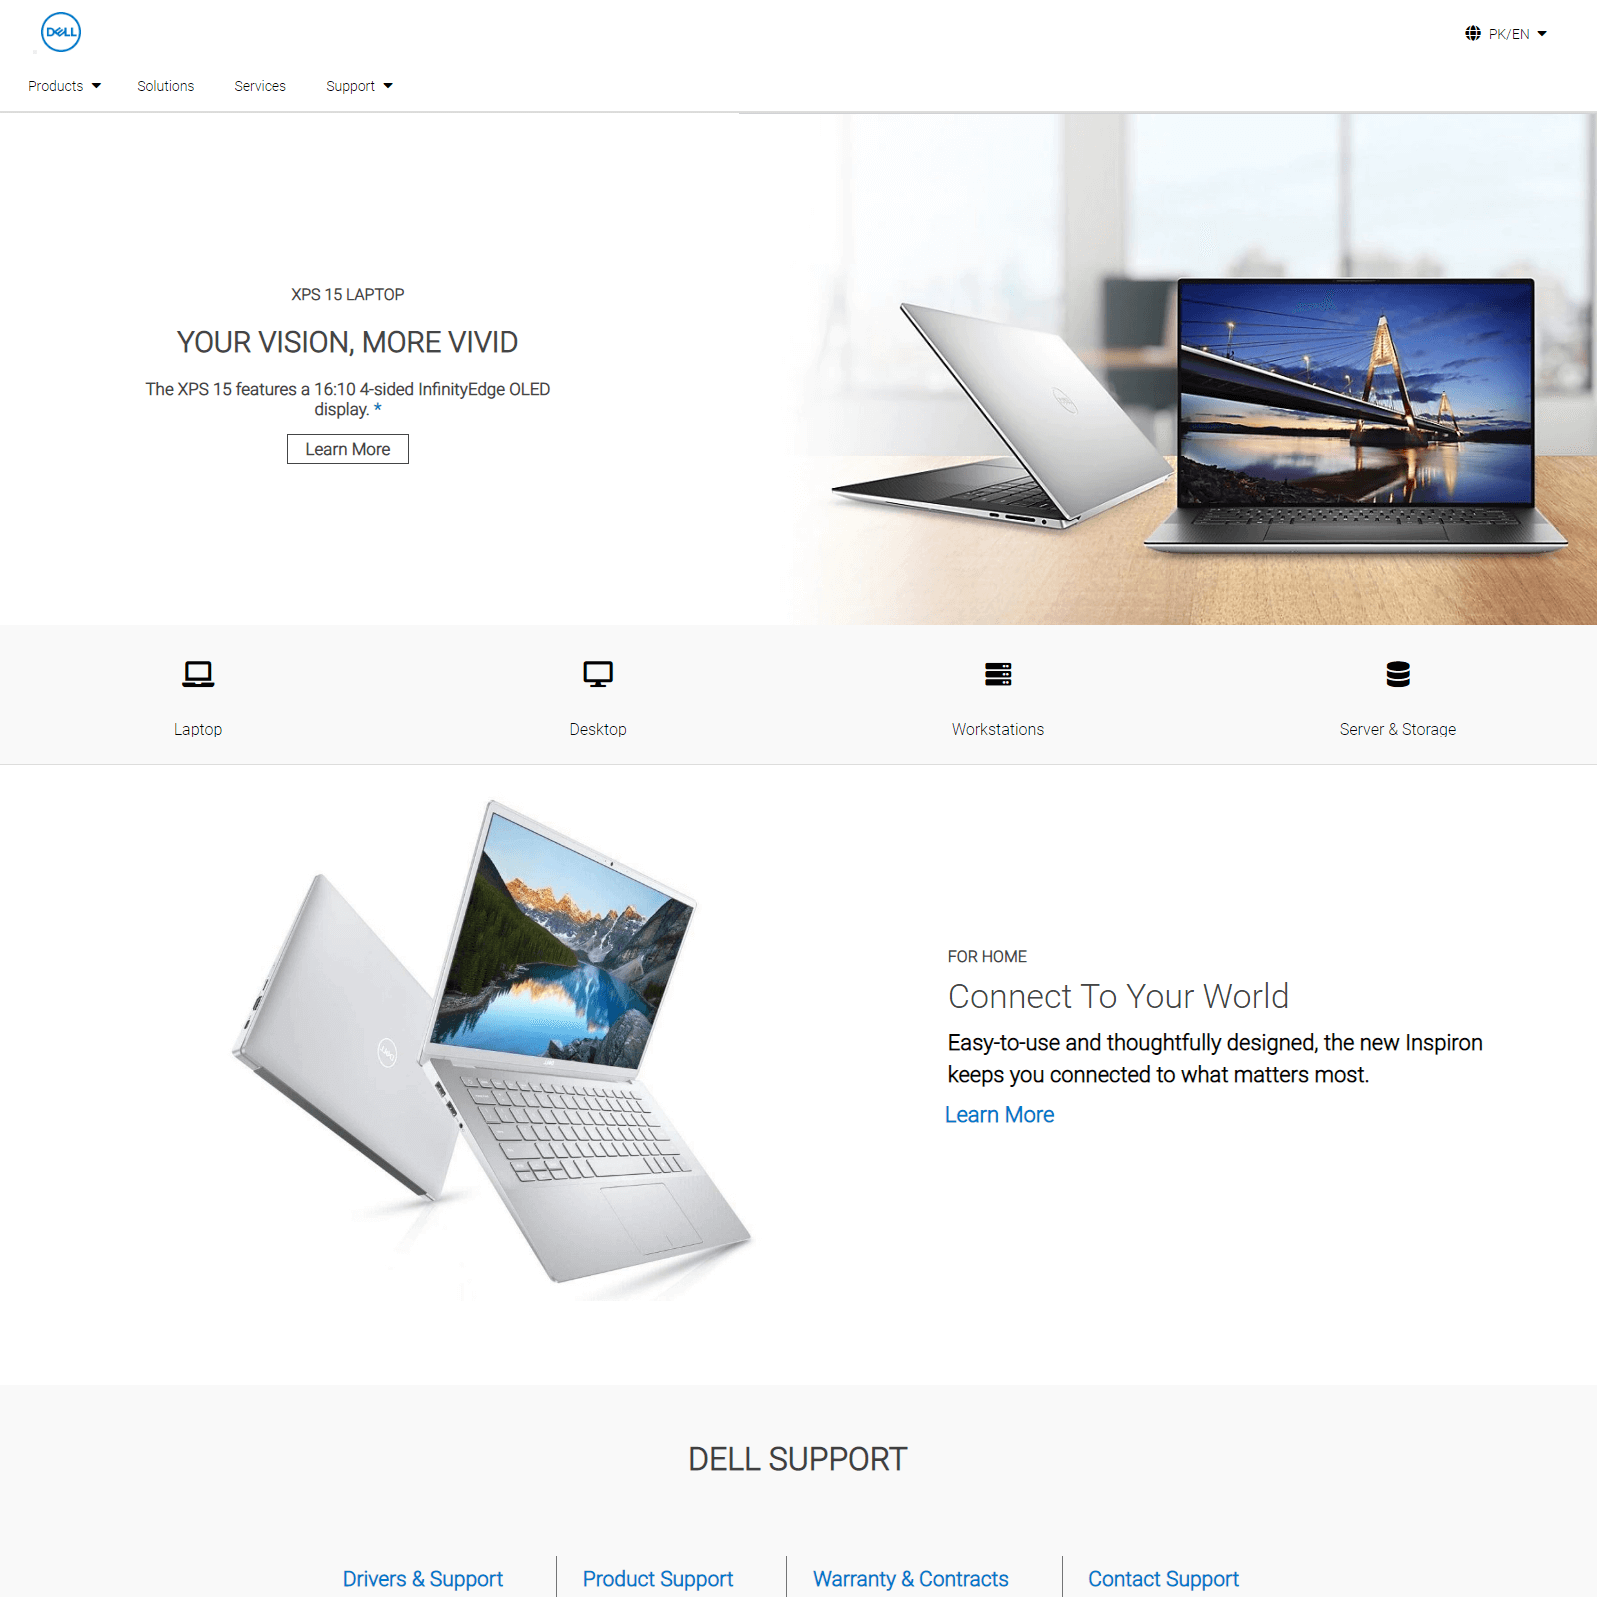 DELL
PK/EN
Products
Solutions
Services
Support
XPS 15 LAPTOP
YOUR VISION, MORE VIVID
The XPS 15 features a 16:10 4-sided InfinityEdge OLED
display. *
Learn More
Laptop
Desktop
Workstations
Server & Storage
FOR HOME
Connect To Your World
Easy-to-use and thoughtfully designed, the new Inspiron
keeps you connected to what matters most.
Learn More
DELL SUPPORT
Drivers & Support
Product Support
Warranty & Contracts
Contact Support